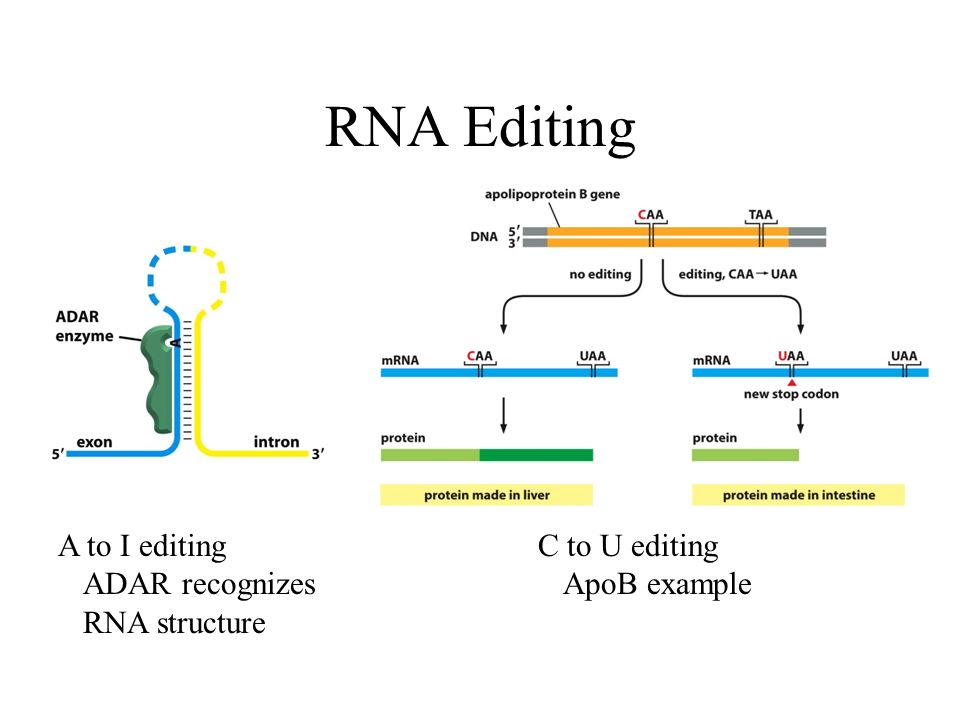 RNA Editing
ADAR
enzyme
A
5′ exon intron 3′
apolipoprotein B gene
CAA TAA
DNA 5′
3′
no editing editing, CAA→UAA
mRNA CAA UAA
mRNA UAA UAA
new stop codon
protein
protein
protein made in liver
protein made in intestine
A to I editing
ADAR recognizes
RNA structure
C to U editing
ApoB example